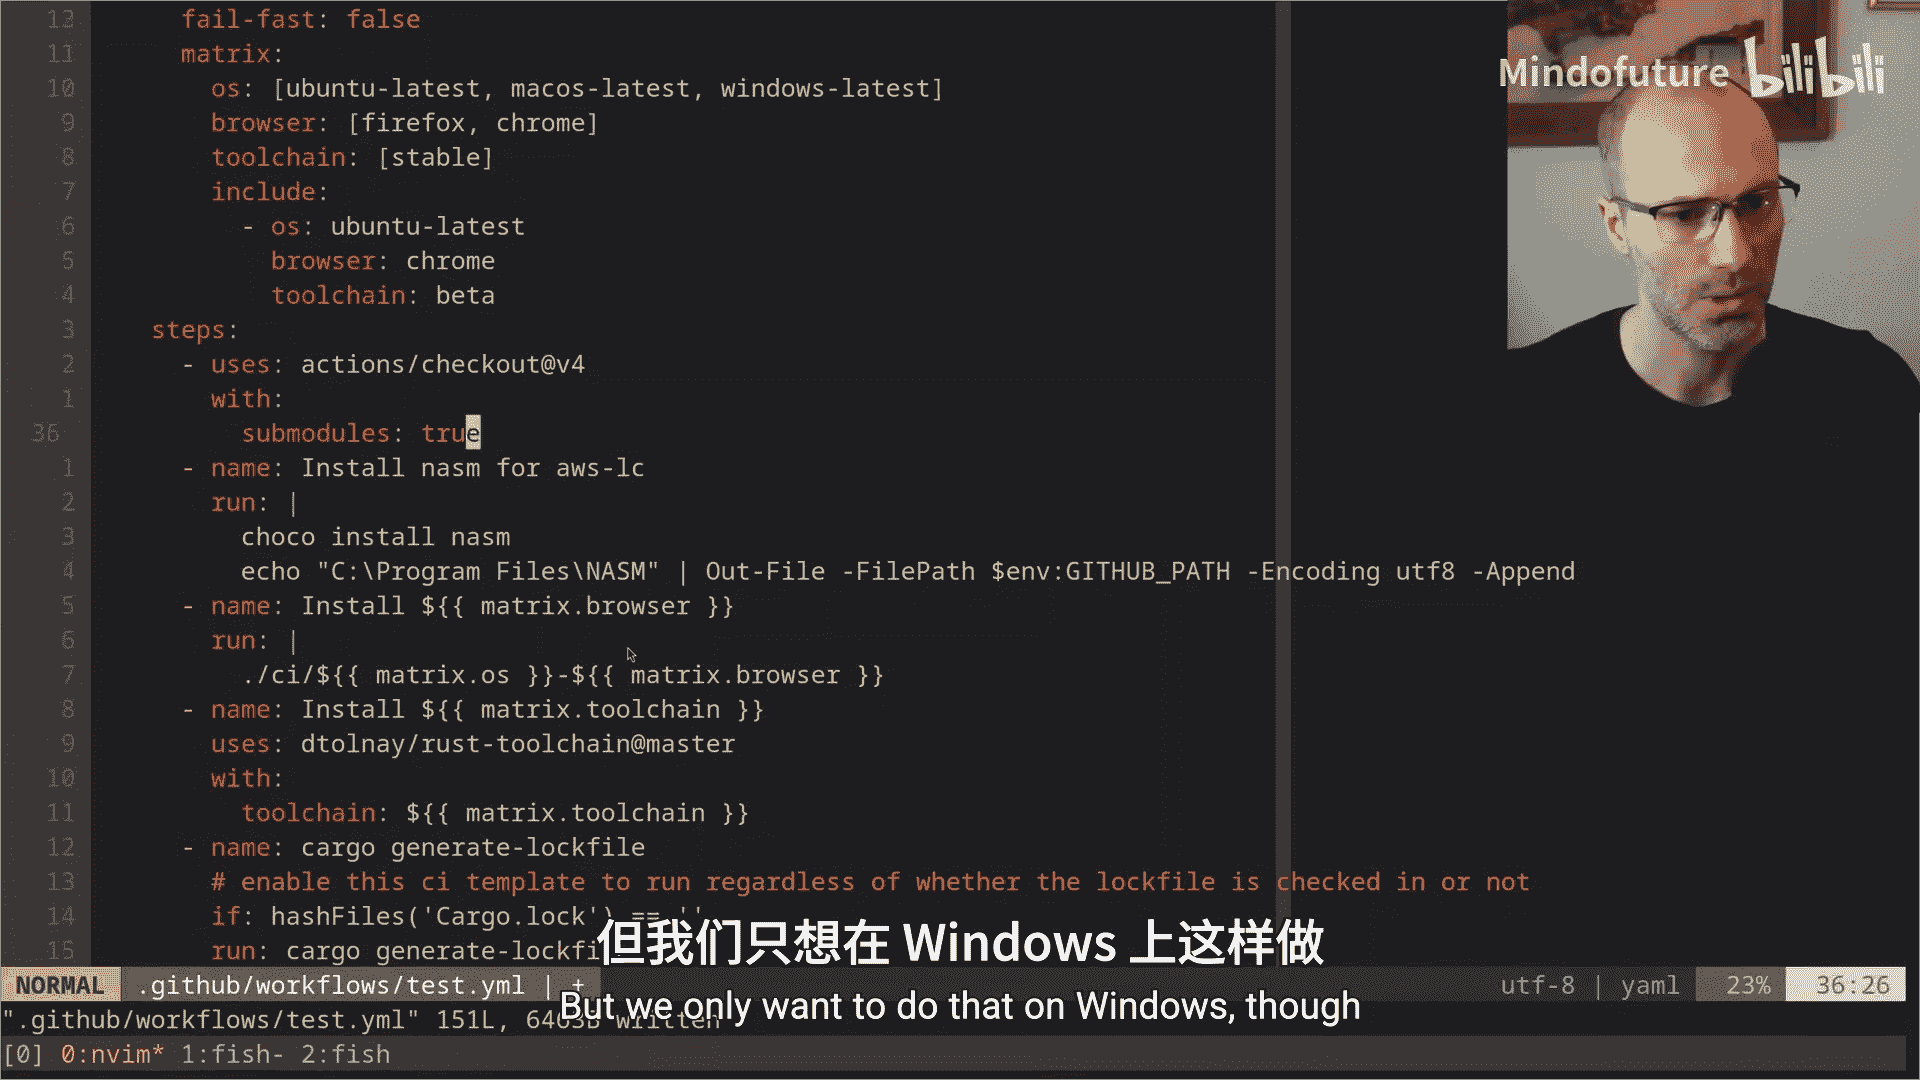 12 fail-fast: false
11 matrix:
10 os: [ubuntu-latest, macos-latest, windows-latest]
9 browser: [firefox, chrome]
8 toolchain: [stable]
7 include:
6 - os: ubuntu-latest
5 browser: chrome
4 toolchain: beta
3 steps:
2 - uses: actions/checkout@v4
1 with:
36 submodules: true
1 - name: Install nasm for aws-lc
2 run: |
3 choco install nasm
4 echo "C:\Program Files\NASM" | Out-File -FilePath $env:GITHUB_PATH -Encoding utf8 -Append
5 - name: Install ${{ matrix.browser }}
6 run: |
7 ./ci/${{ matrix.os }}-${{ matrix.browser }}
8 - name: Install ${{ matrix.toolchain }}
9 uses: dtolnay/rust-toolchain@master
10 with:
11 toolchain: ${{ matrix.toolchain }}
12 - name: cargo generate-lockfile
13 # enable this ci template to run regardless of whether the lockfile is checked in or not
14 if: hashFiles('Cargo.lock') == ''
15 run: cargo
Mindofuture bilibili
但我们只想在 Windows 上这样做
NORMAL .github/workflows/test.yml | + utf-8 | yaml 23% 36:26
But we only want to do that on Windows, though
".github/workflows/test.yml" 151L, written
[0] 0:nvim* 1:fish- 2:fish